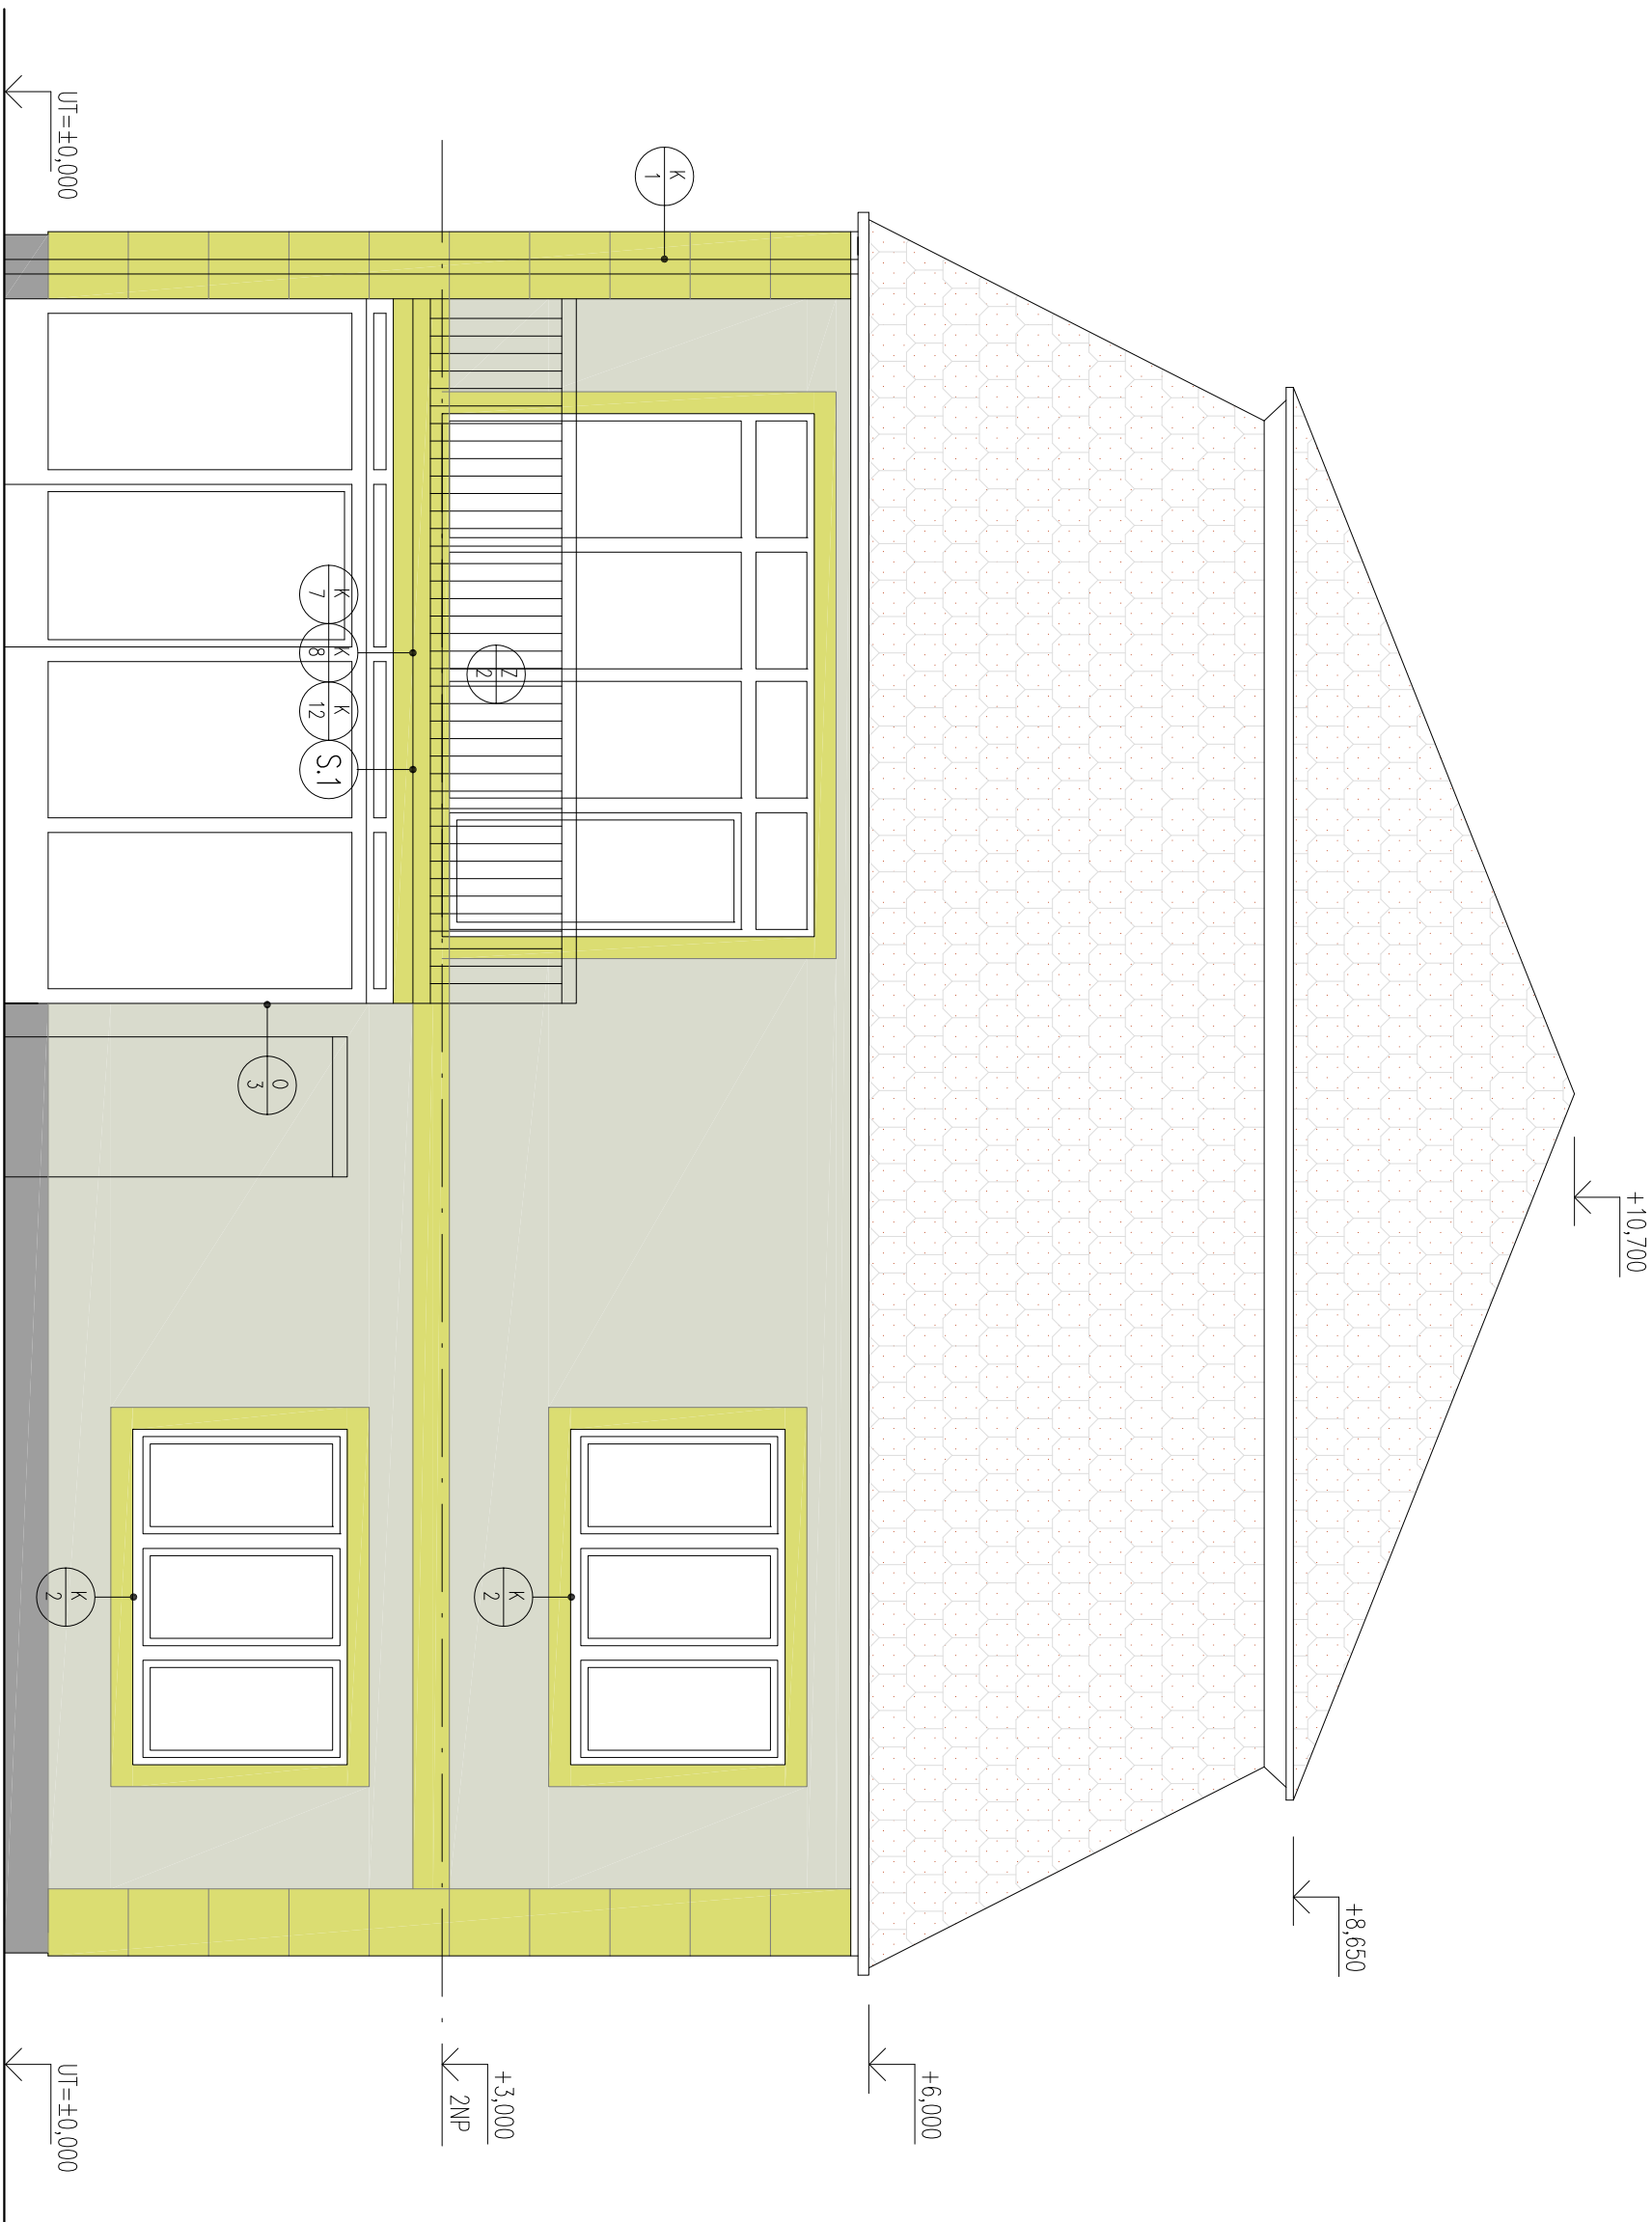 +10,700
+8,650
+6,000
K
1
+3,000
2NP
Z
2
K
2
K
7
K
8
K
12
S.1
O
3
K
2
UT=±0,000
UT=±0,000